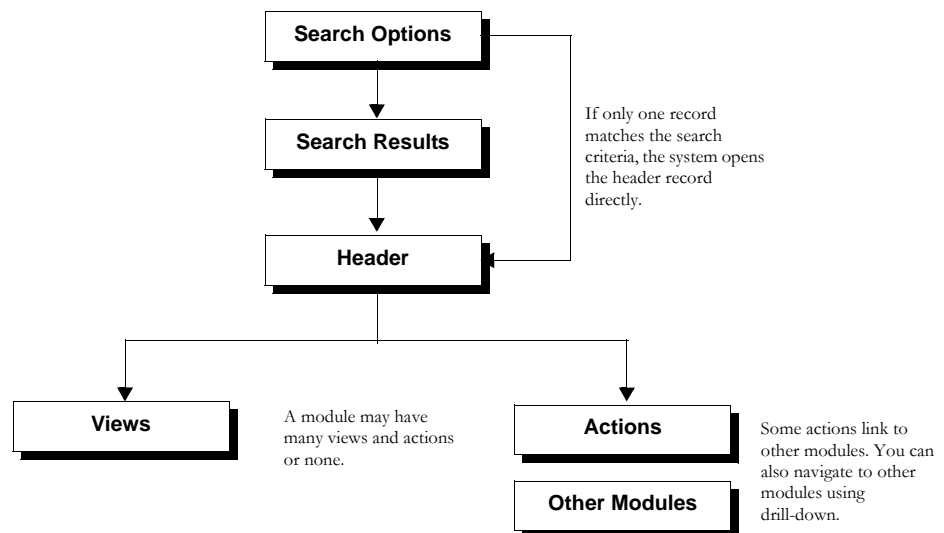 Search Options
If only one record
matches the search
criteria, the system opens
the header record
directly.
Search Results
Header
Views
A module may have
many views and actions
or none.
Actions
Some actions link to
other modules. You can
also navigate to other
modules using
drill-down.
Other Modules